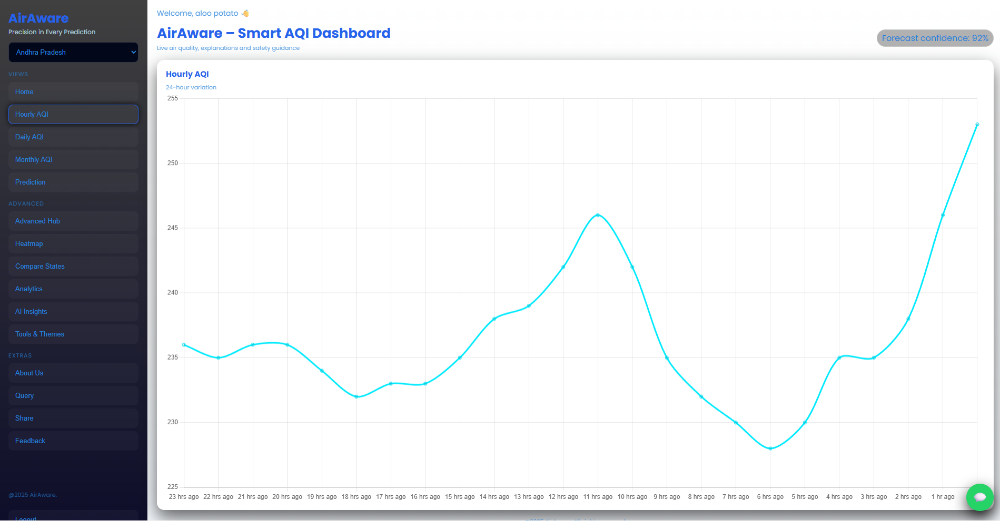 AirAware
Precision in Every Prediction
Andhra Pradesh
VIEWS
Home
Hourly AQI
Daily AQI
Monthly AQI
Prediction
ADVANCED
Advanced Hub
Heatmap
Compare States
Analytics
AI Insights
Tools & Themes
EXTRAS
About Us
Query
Share
Feedback
@2025 AirAware.
Logout
Welcome, aloo potato 👋
AirAware – Smart AQI Dashboard
Live air quality, explanations and safety guidance
Forecast confidence: 92%
Hourly AQI
24-hour variation
255
250
245
240
235
230
225
23 hrs ago 22 hrs ago 21 hrs ago 20 hrs ago 19 hrs ago 18 hrs ago 17 hrs ago 16 hrs ago 15 hrs ago 14 hrs ago 13 hrs ago 12 hrs ago 11 hrs ago 10 hrs ago 9 hrs ago 8 hrs ago 7 hrs ago 6 hrs ago 5 hrs ago 4 hrs ago 3 hrs ago 2 hrs ago 1 hr ago